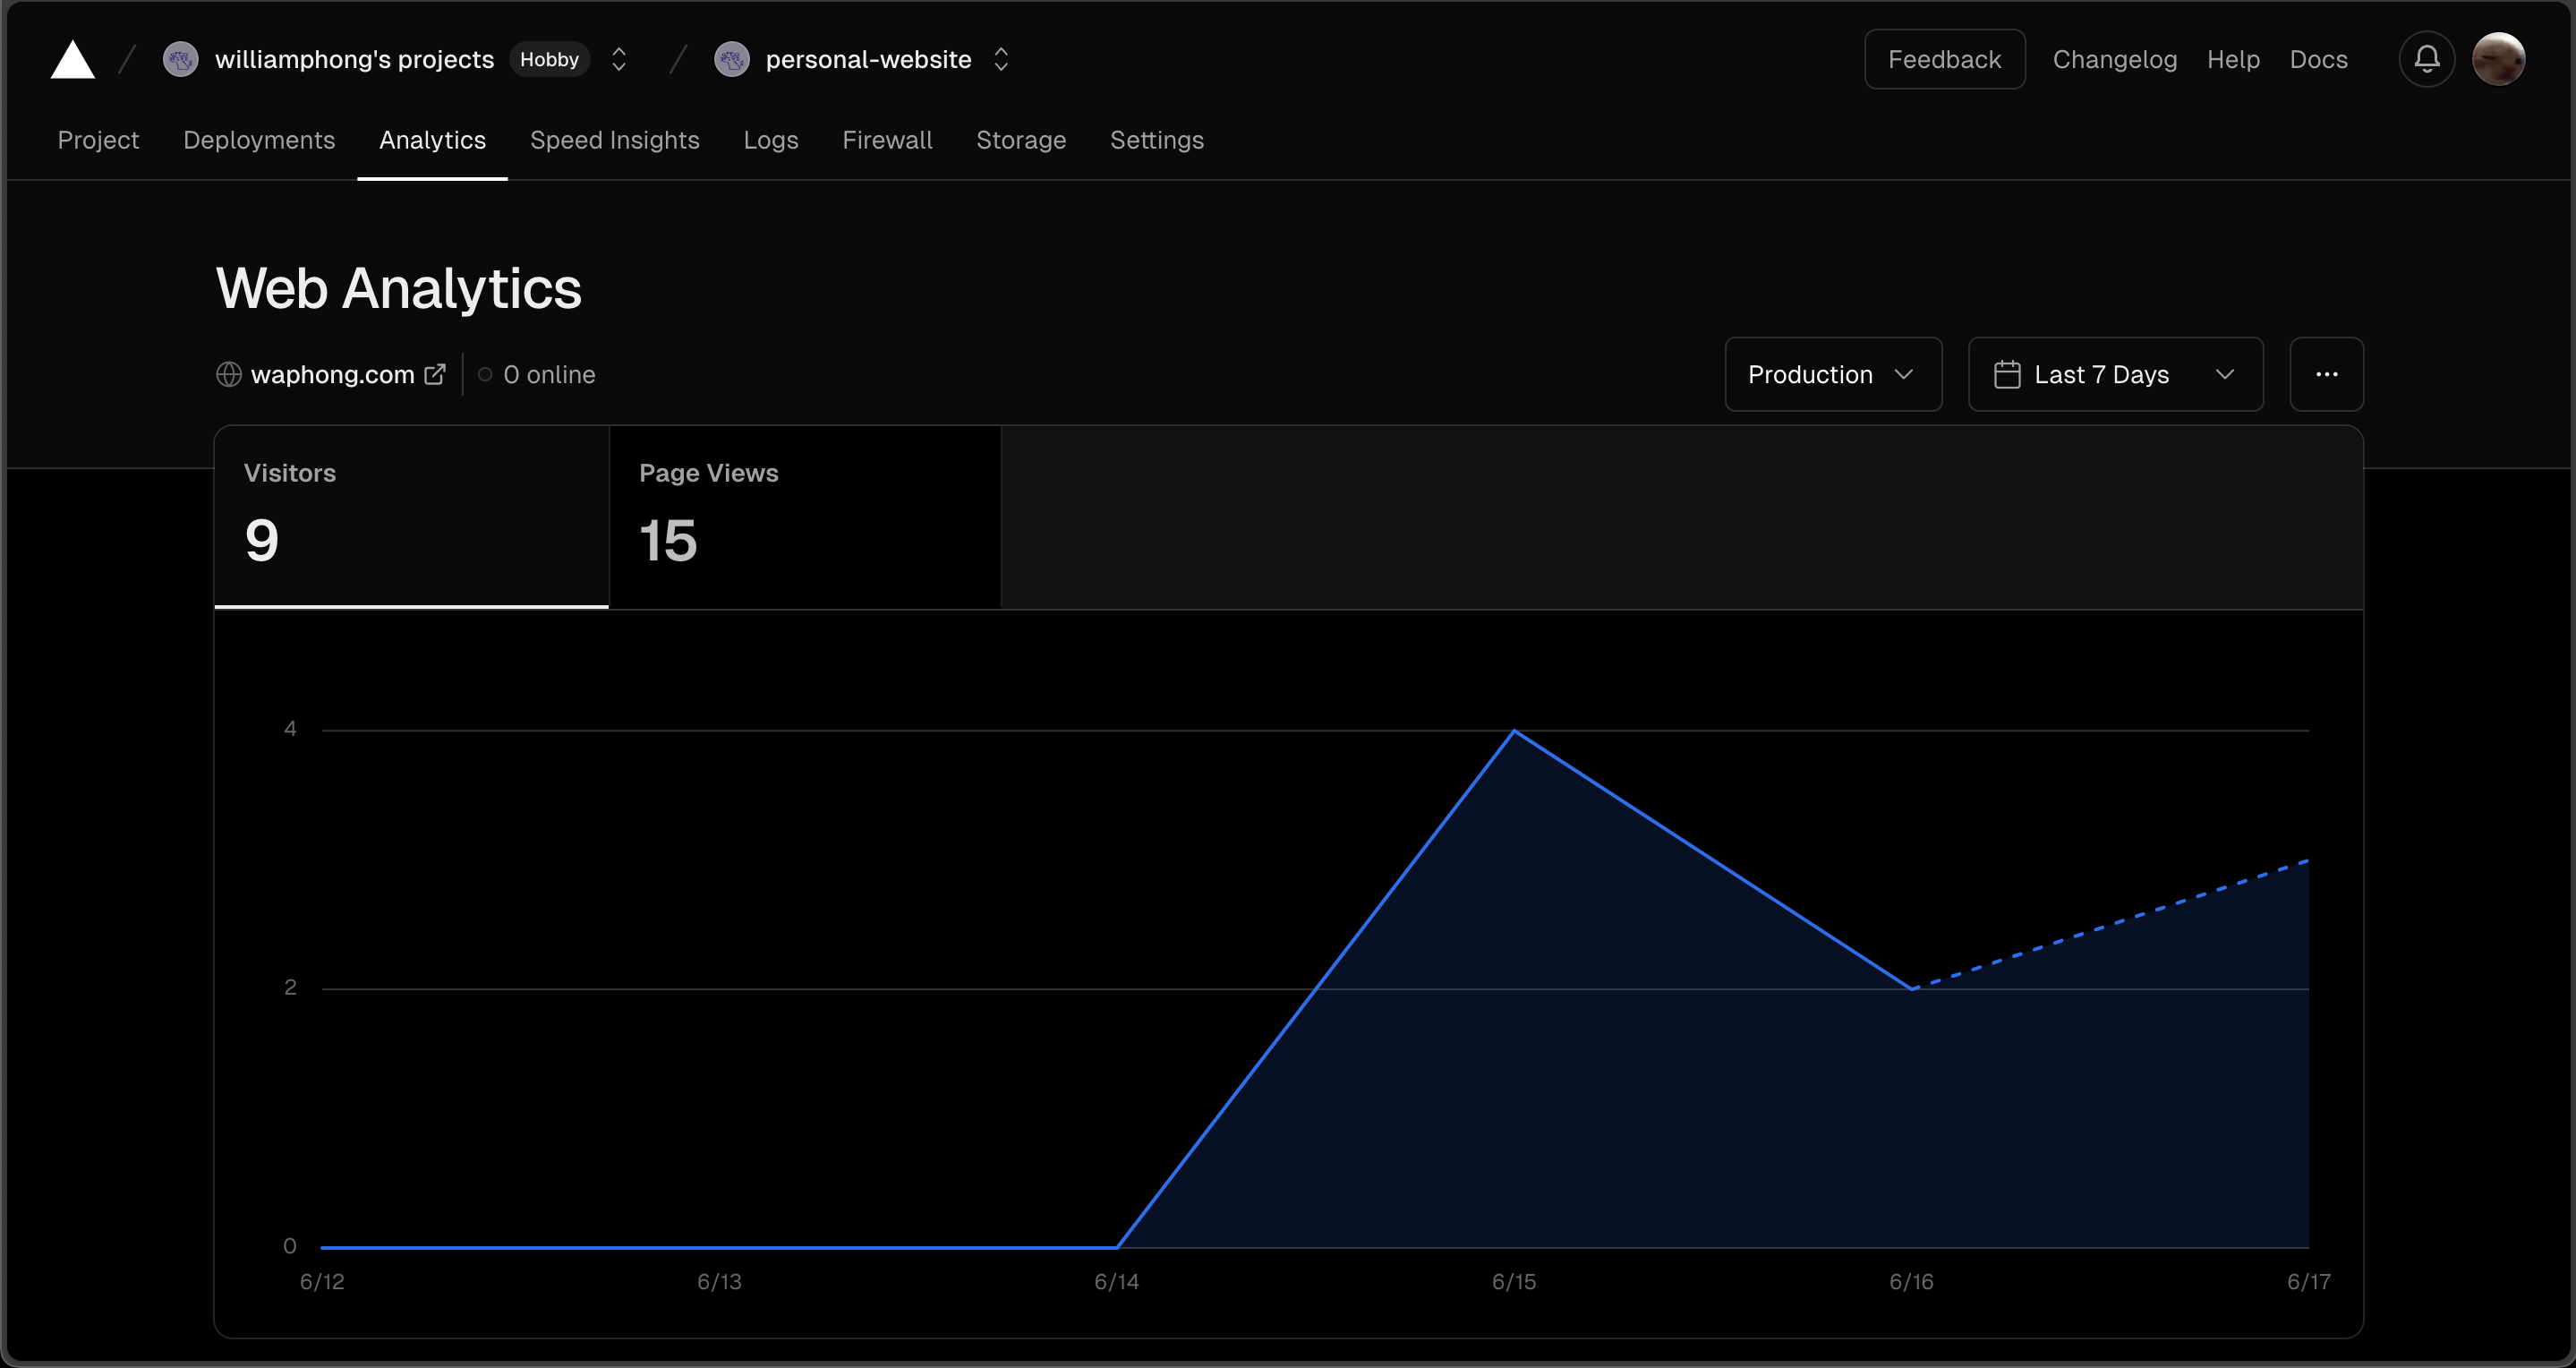 williamphong's projects Hobby personal-website Feedback Changelog Help Docs
Project Deployments Analytics Speed Insights Logs Firewall Storage Settings
Web Analytics
waphong.com 0 online Production Last 7 Days
Visitors Page Views
9 15
4
2
0
6/12 6/13 6/14 6/15 6/16 6/17